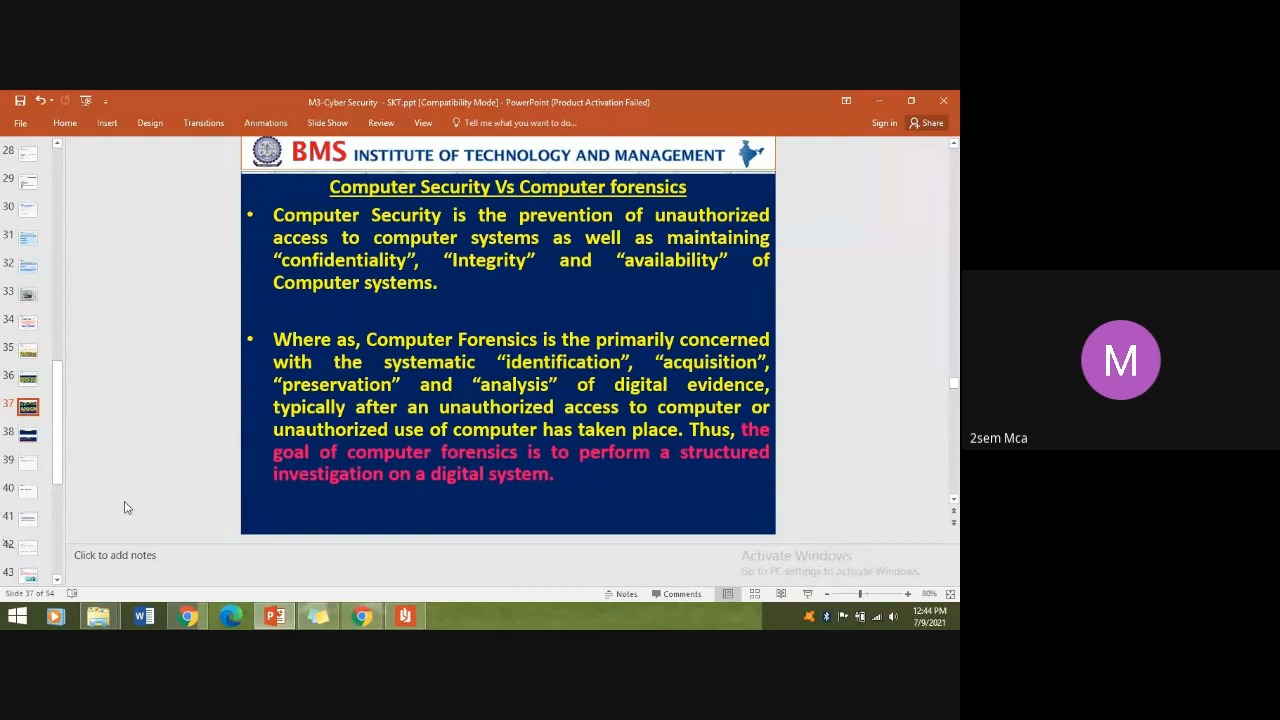 M3-Cyber Security - SKT.ppt [Compatibility Mode] - PowerPoint (Product Activation Failed)
File Home Insert Design Transitions Animations Slide Show Review View Tell me what you want to do... Sign in Share
BMS INSTITUTE OF TECHNOLOGY AND MANAGEMENT
Computer Security Vs Computer forensics
• Computer Security is the prevention of unauthorized
access to computer systems as well as maintaining
“confidentiality”, “Integrity” and “availability” of
Computer systems.
• Where as, Computer Forensics is the primarily concerned
with the systematic “identification”, “acquisition”,
“preservation” and “analysis” of digital evidence,
typically after an unauthorized access to computer or
unauthorized use of computer has taken place. Thus, the
goal of computer forensics is to perform a structured
investigation on a digital system.
28
29
30
31
32
33
34
35
36
37
38
39
40
41
42
43
Click to add notes
Activate Windows
Go to PC settings to activate Windows.
Slide 37 of 54 Notes Comments 80%
12:44 PM
7/9/2021
M
2sem Mca